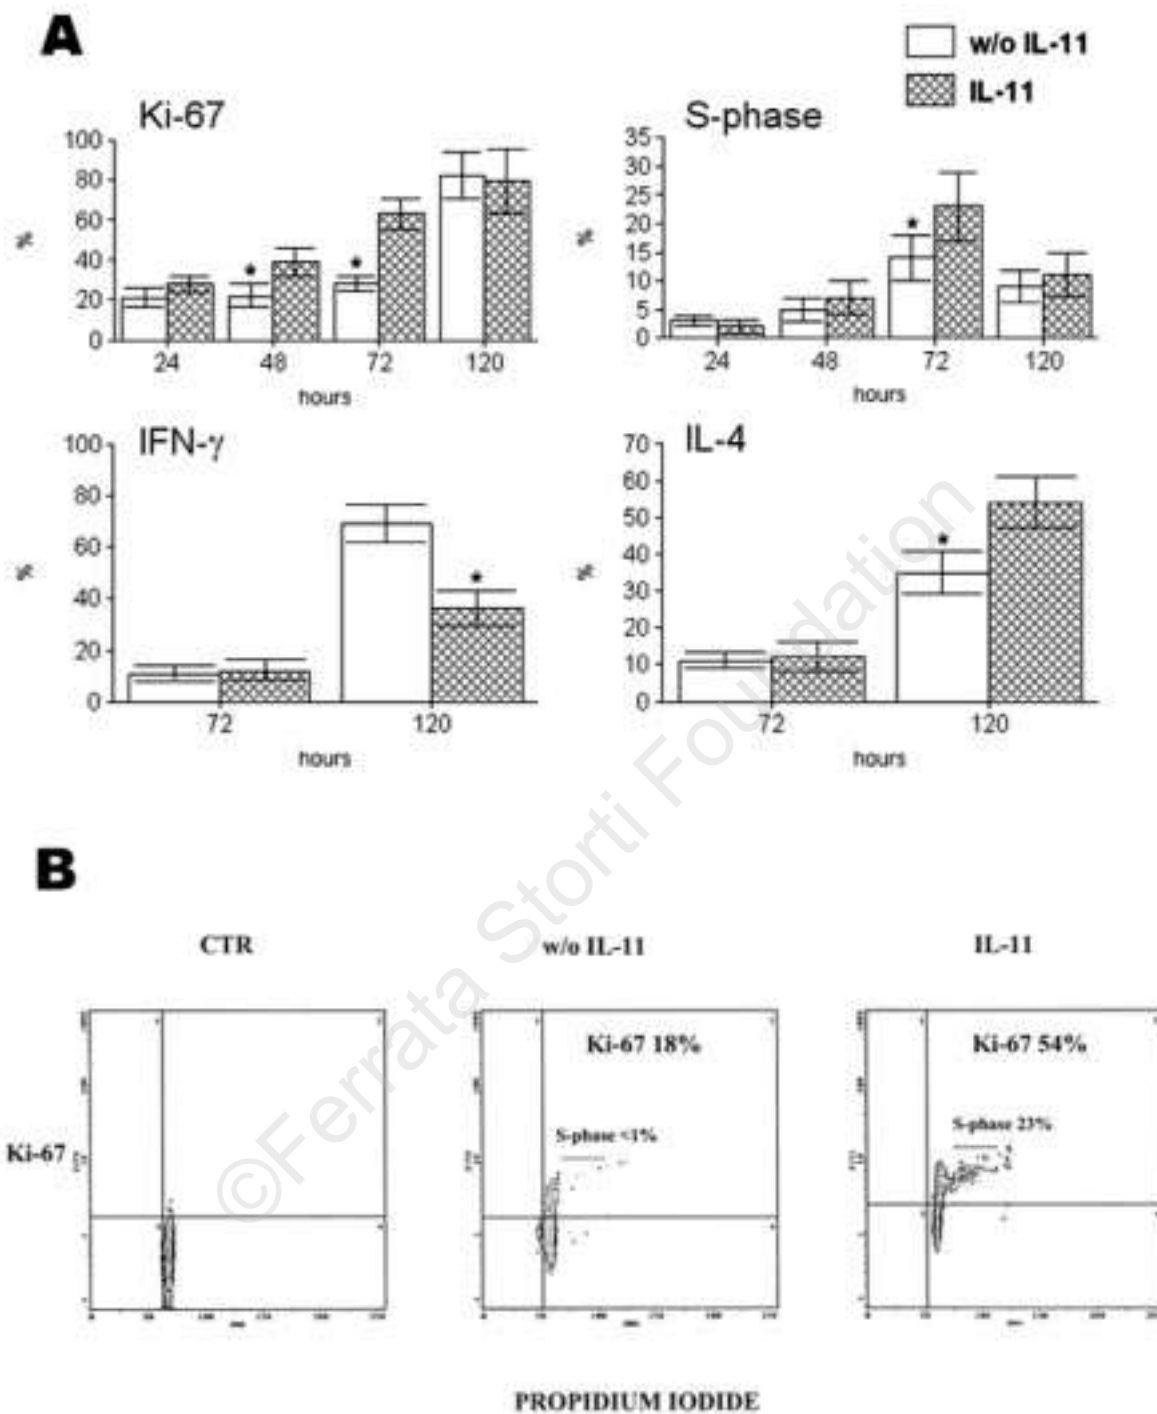 A
w/o IL-11
IL-11
Ki-67
100
80
60
40
20
0
%
*
*
24 48 72 120
hours
S-phase
35
30
25
20
15
10
5
0
%
*
24 48 72 120
hours
IFN-γ
100
80
60
40
20
0
%
*
72 120
hours
IL-4
70
60
50
40
30
20
10
0
%
*
72 120
hours
©Ferrata Storti Foundation
B
CTR
w/o IL-11
IL-11
Ki-67
Ki-67 18%
S-phase <1%
Ki-67 54%
S-phase 23%
PROPIDIUM IODIDE